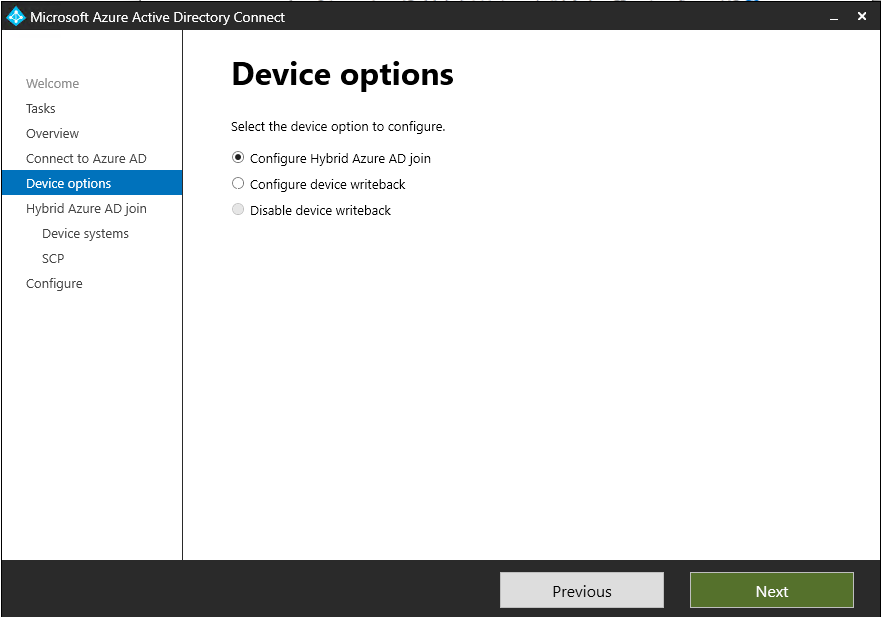 Microsoft Azure Active Directory Connect
Welcome
Tasks
Overview
Connect to Azure AD
Device options
Hybrid Azure AD join
Device systems
SCP
Configure
Device options
Select the device option to configure.
Configure Hybrid Azure AD join
Configure device writeback
Disable device writeback
Previous
Next